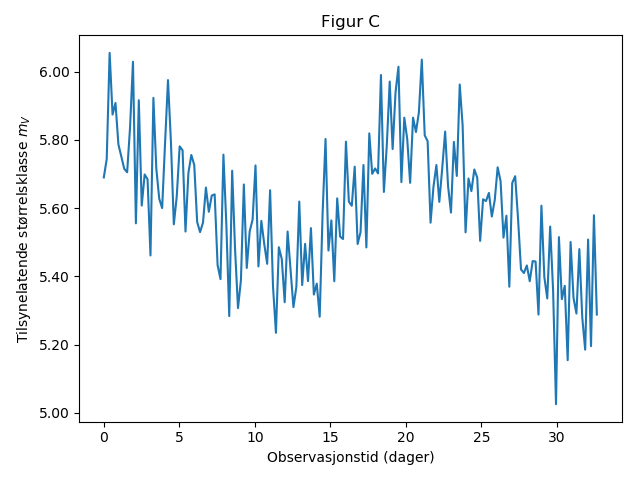 Figur C
Tilsynelatende størrelsklasse $m_V$
6.00
5.80
5.60
5.40
5.20
5.00
0 5 10 15 20 25 30
Observasjonstid (dager)